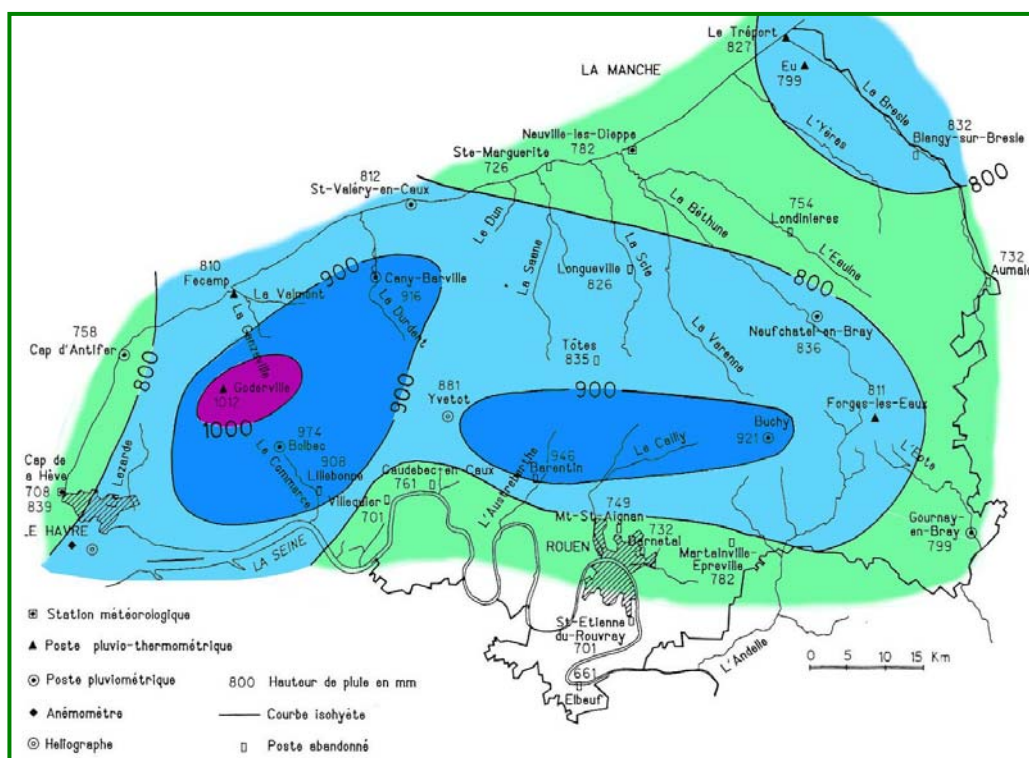 Le Tréport
827
LA MANCHE
Eu
799
La Bresle
832
Blangy-sur-Bresle
L'Yères
800
Neuville-les-Dieppe
782
Ste-Marguerite
726
812
St-Valéry-en-Caux
Le Dun
La Saane
La Scie
La Béthune
754
Londinieres
L'Eaulne
732
Aumale
800
900
Cany-Barville
916
La Durdent
810
Fecamp
La Valmont
Longueville
826
La Varenne
Neufchatel-en-Bray
836
758
Cap d'Antifer
800
Goderville
1012
1000
900
Tôtes
835
881
Yvetot
900
811
Forges-les-Eaux
Buchy
921
L'Epte
974
Bolbec
908
Lillebonne
Le Commerce
Lezarde
Cap de
a Hève
708
839
LE HAVRE
LA SEINE
Villequier
701
Caudebec-en-Caux
761
L'Austreberthe
946
Barentin
Le Cailly
749
Mt-St-Aignan
732
Darnetal
ROUEN
Martainville-
Epreville
782
Gournay-
en-Bray
799
St-Etienne
du-Rouvray
701
661
Elbeuf
L'Andelle
0 5 10 15 Km
Station météorologique
Poste pluvio-thermométrique
Poste pluviométrique
Anémomètre
Heliographe
800 Hauteur de pluie en mm
Courbe isohyète
Poste abandonné